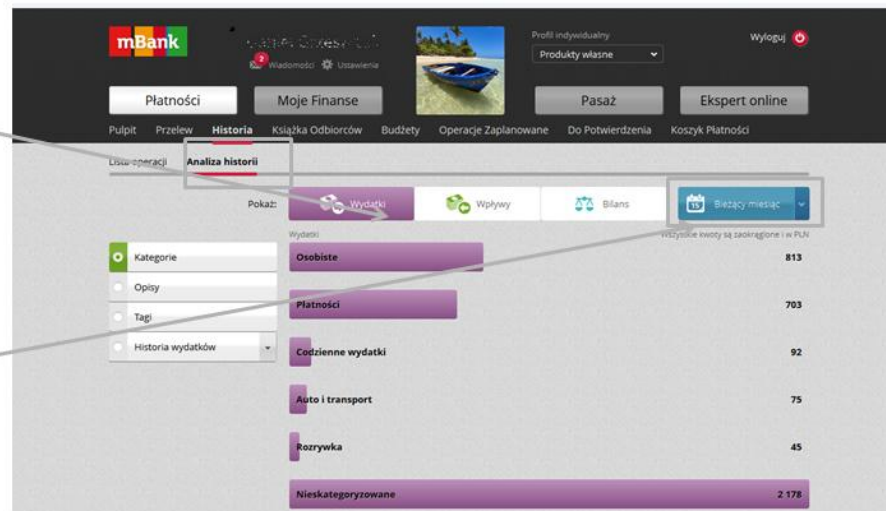 mBank
Profil indywidualny
Wyloguj
Produkty własne
2
Wiadomości Ustawienia
Płatności Moje Finanse Pasaż Ekspert online
Pulpit Przelew Historia Książka Odbiorców Budżety Operacje Zaplanowane Do Potwierdzenia Koszyk Płatności
Lista operacji Analiza historii
Pokaż: Wydatki Wpływy Bilans 15 Bieżący miesiąc
Wydatki Wszystkie kwoty są zaokrąglone i w PLN
Kategorie
Opisy
Tagi
Historia wydatków
Osobiste 813
Płatności 703
Codzienne wydatki 92
Auto i transport 75
Rozrywka 45
Nieskategoryzowane 2 178